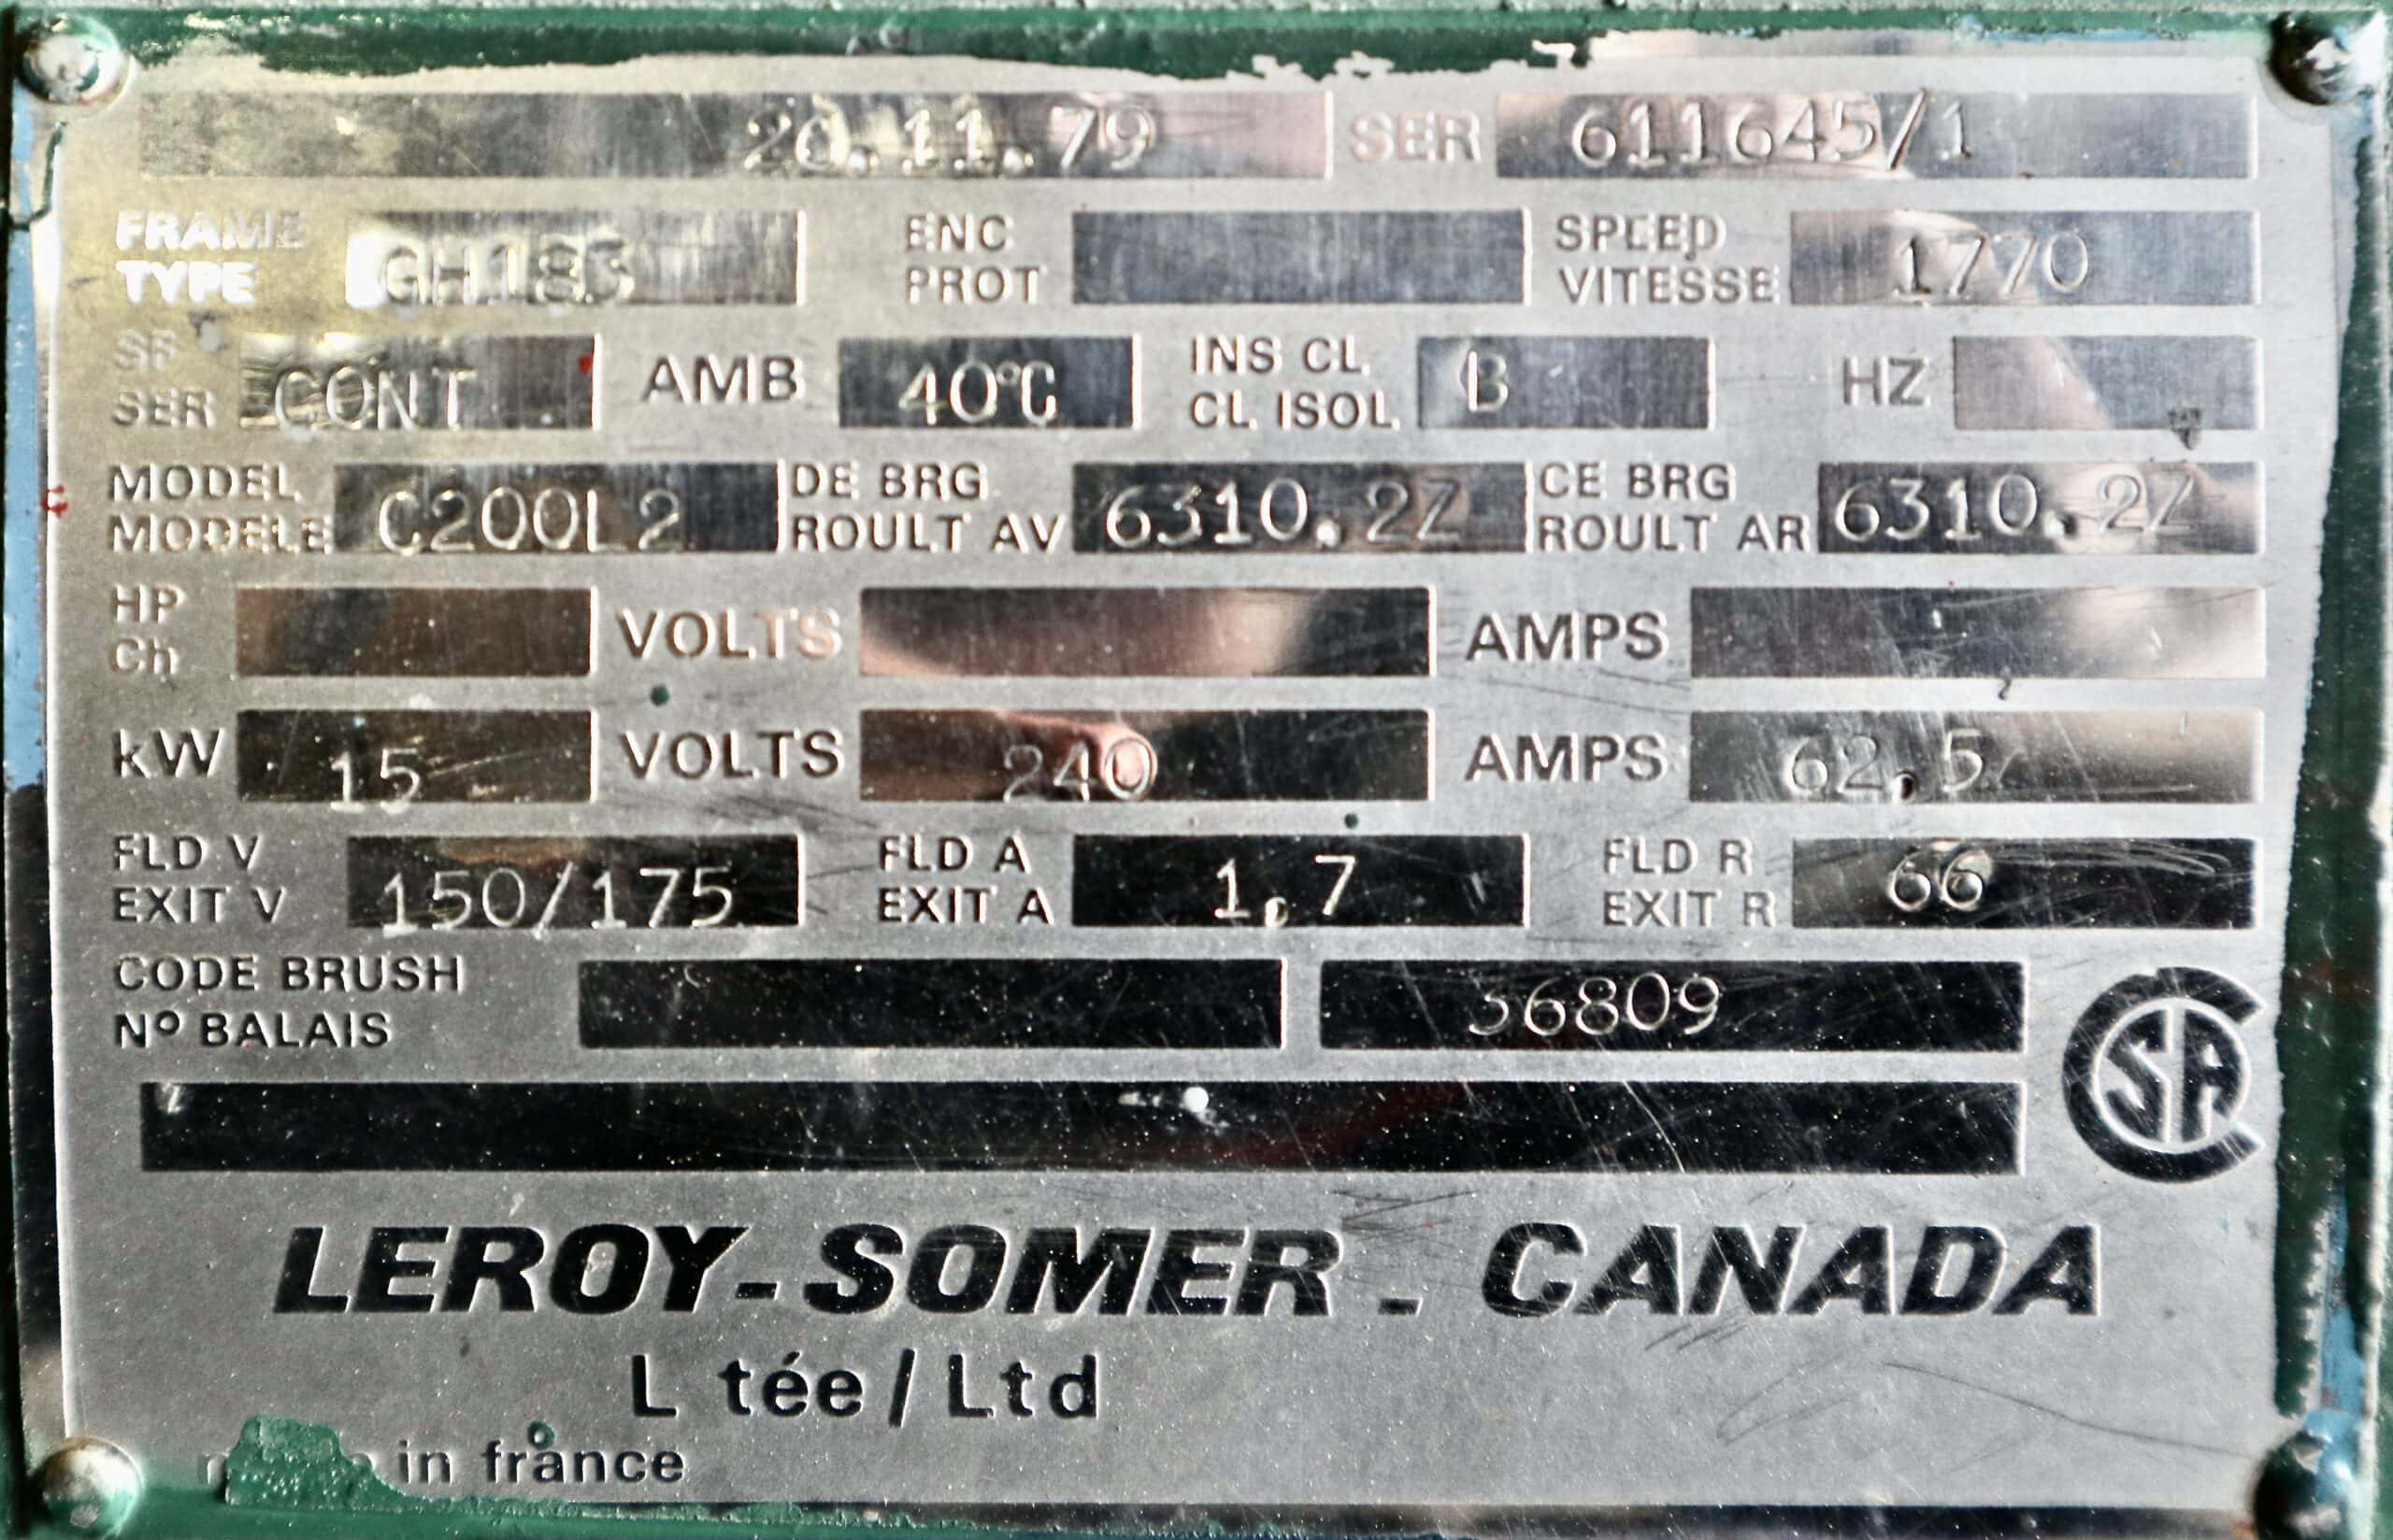 20.11.79 SER 611645/1
FRAME TYPE GH183 ENC PROT SPEED VITESSE 1770
SF SER CONT AMB 40°C INS CL CL ISOL B HZ
MODEL MODELE C200L2 DE BRG ROULT AV 6310.2Z CE BRG ROULT AR 6310.2Z
HP Ch VOLTS AMPS
kW 15 VOLTS 240 AMPS 62,5
FLD V EXIT V 150/175 FLD A EXIT A 1,7 FLD R EXIT R 66
CODE BRUSH Nº BALAIS 36809
CSA
LEROY-SOMER - CANADA
L tée/Ltd
in france